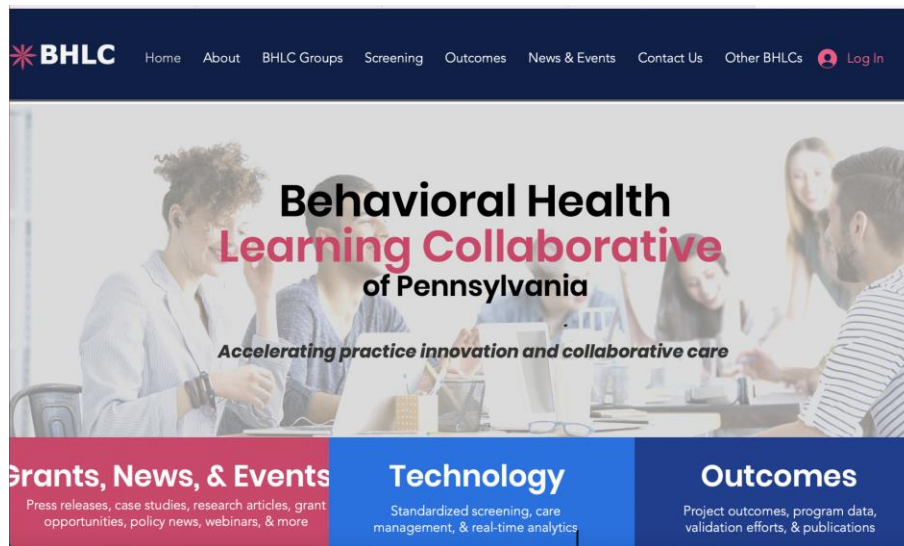 BHLC
Home About BHLC Groups Screening Outcomes News & Events Contact Us Other BHLCs Log In
Behavioral Health
Learning Collaborative
of Pennsylvania
Accelerating practice innovation and collaborative care
Grants, News, & Events
Press releases, case studies, research articles, grant
opportunities, policy news, webinars, & more
Technology
Standardized screening, care
management, & real-time analytics
Outcomes
Project outcomes, program data,
validation efforts, & publications